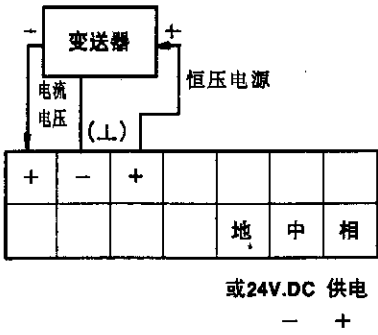 - 变送器 +
电流
电压
恒压电源
(⊥)
+ - +
地 中 相
或24V.DC 供电
- +